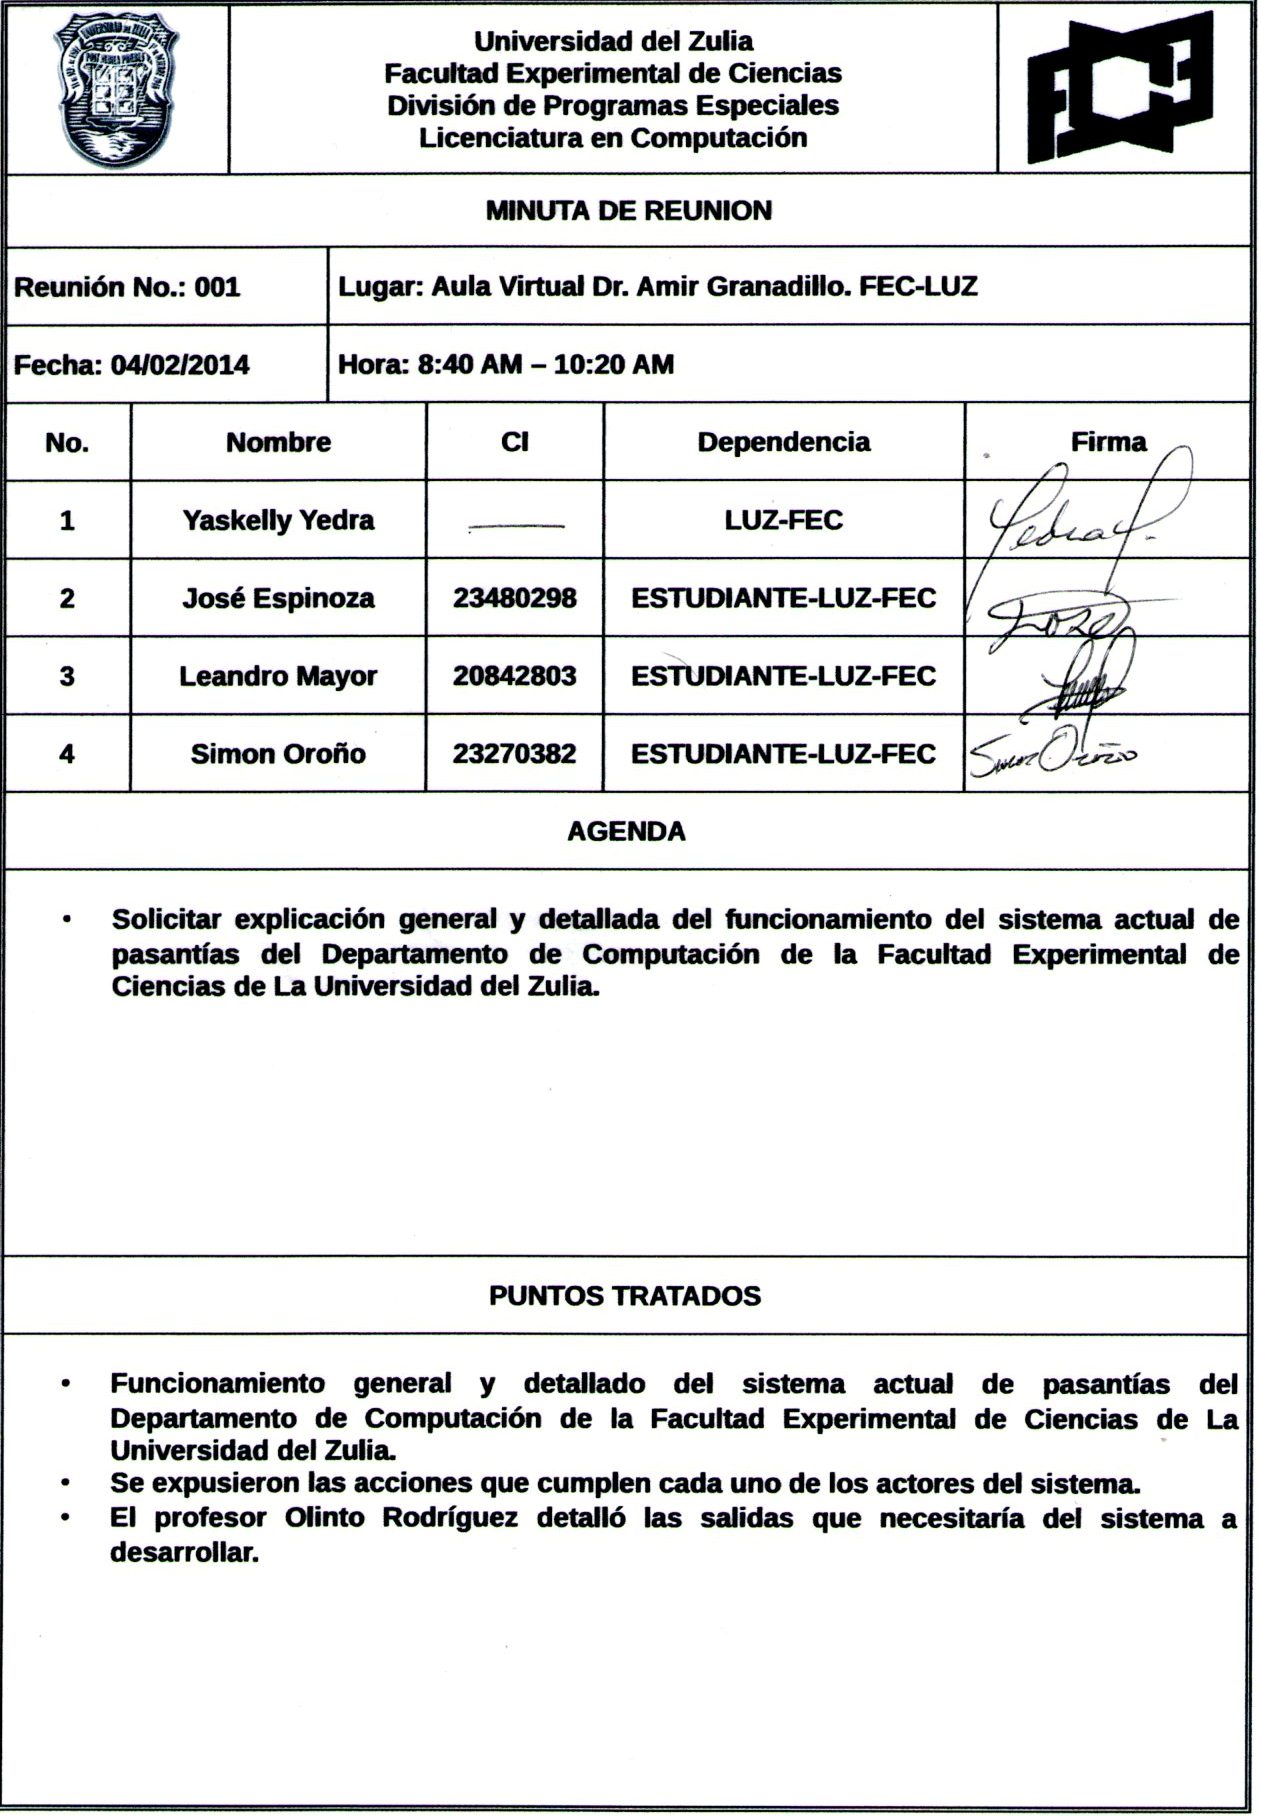 Universidad del Zulia
Facultad Experimental de Ciencias
División de Programas Especiales
Licenciatura en Computación
MINUTA DE REUNION
Reunión No.: 001 Lugar: Aula Virtual Dr. Amir Granadillo. FEC-LUZ
Fecha: 04/02/2014 Hora: 8:40 AM – 10:20 AM
No. Nombre CI Dependencia Firma
1 Yaskelly Yedra LUZ-FEC Yedra Y.
2 José Espinoza 23480298 ESTUDIANTE-LUZ-FEC José
3 Leandro Mayor 20842803 ESTUDIANTE-LUZ-FEC
4 Simon Oroño 23270382 ESTUDIANTE-LUZ-FEC Simon Oroño
AGENDA
• Solicitar explicación general y detallada del funcionamiento del sistema actual de
pasantías del Departamento de Computación de la Facultad Experimental de
Ciencias de La Universidad del Zulia.
PUNTOS TRATADOS
• Funcionamiento general y detallado del sistema actual de pasantías del
Departamento de Computación de la Facultad Experimental de Ciencias de La
Universidad del Zulia.
• Se expusieron las acciones que cumplen cada uno de los actores del sistema.
• El profesor Olinto Rodríguez detalló las salidas que necesitaría del sistema a
desarrollar.